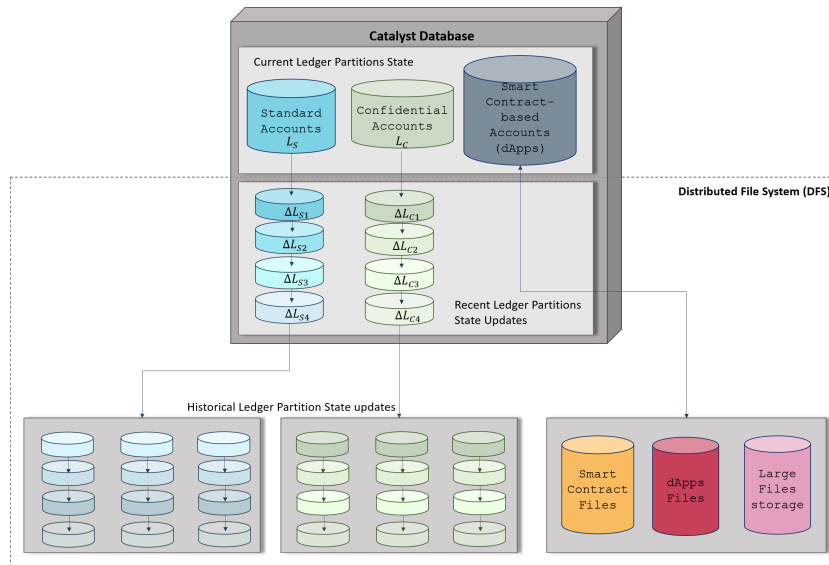 Catalyst Database
Current Ledger Partitions State
Standard
Accounts
L_S
Confidential
Accounts
L_C
Smart
Contract-
based
Accounts
(dApps)
Distributed File System (DFS)
ΔL_S1
ΔL_S2
ΔL_S3
ΔL_S4
ΔL_C1
ΔL_C2
ΔL_C3
ΔL_C4
Recent Ledger Partitions
State Updates
Historical Ledger Partition State updates
Smart
Contract
Files
dApps
Files
Large
Files
storage